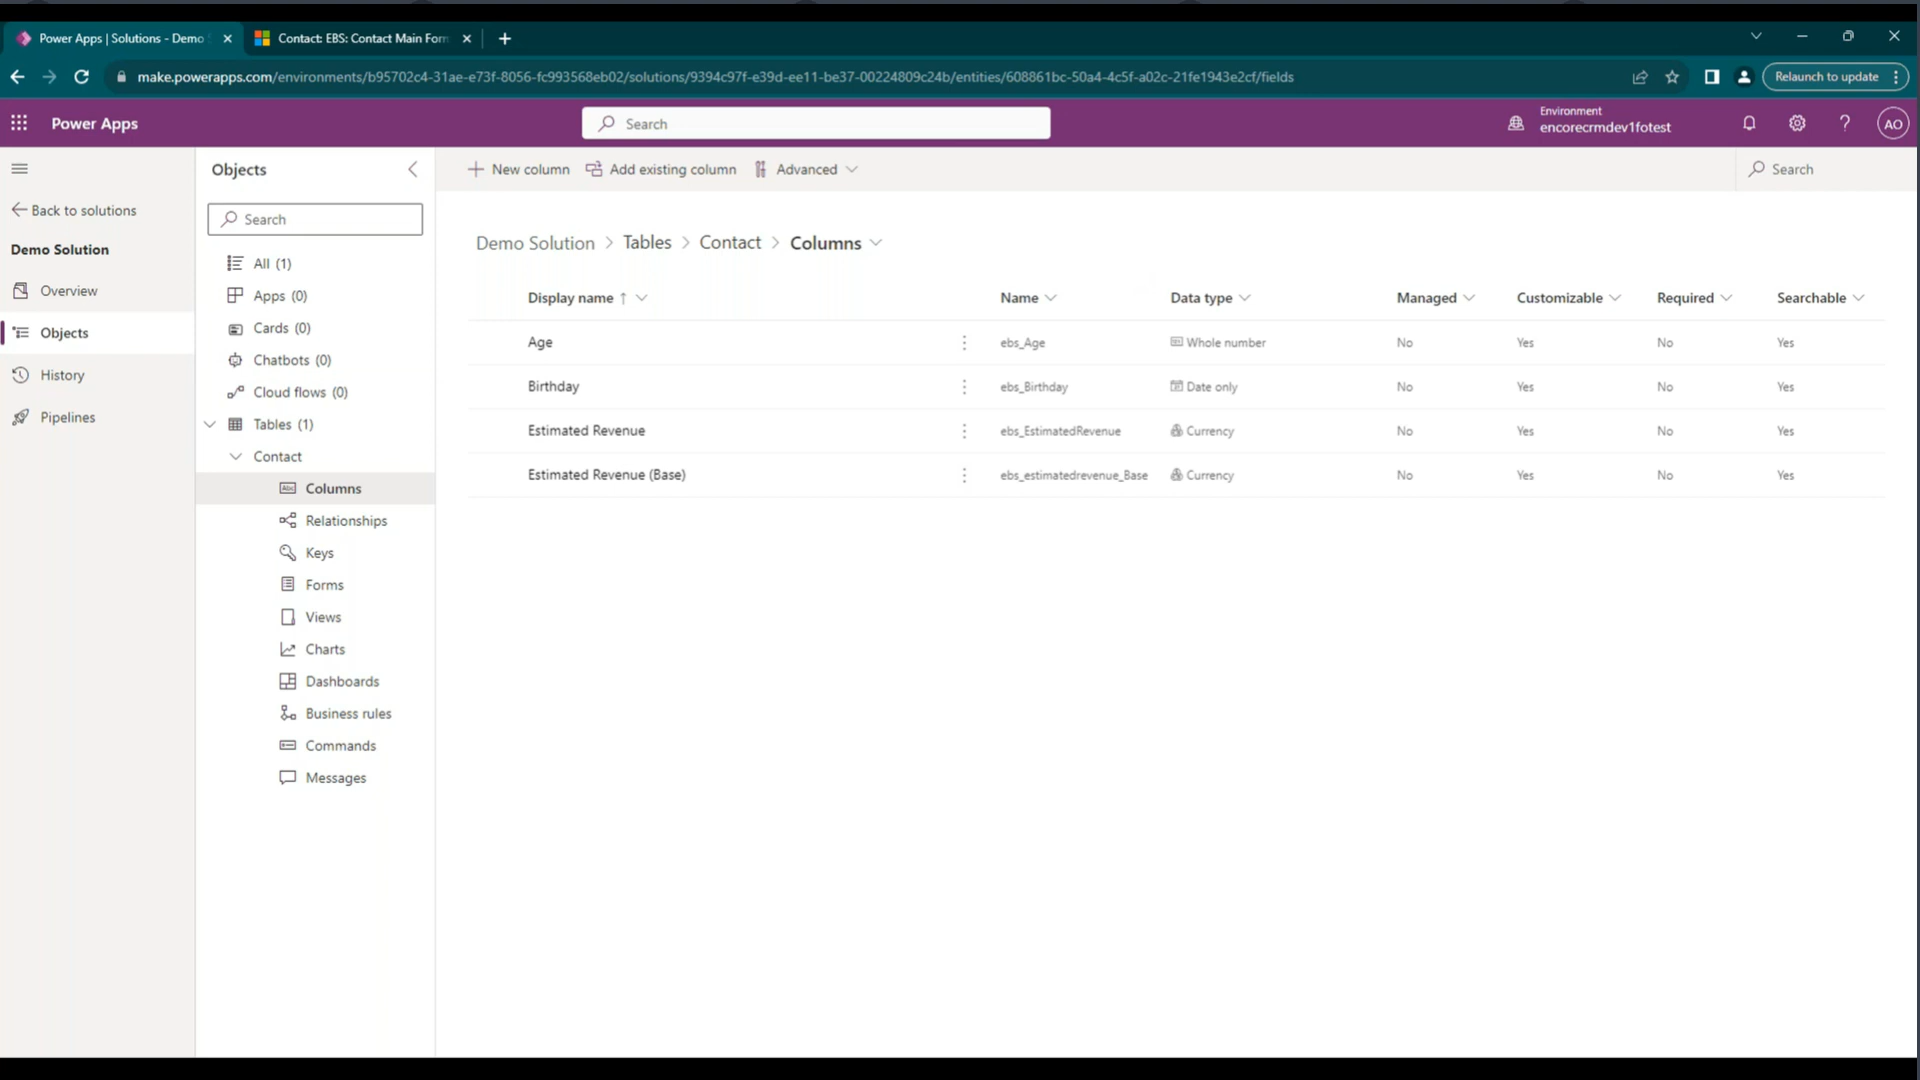 Power Apps | Solutions - Demo
Contact: EBS: Contact Main Form
make.powerapps.com/environments/b95702c4-31ae-e73f-8056-fc993568eb02/solutions/9394c97f-e39d-ee11-be37-00224809c24b/entities/608861bc-50a4-4c5f-a02c-21fe1943e2cf/fields
Relaunch to update
Power Apps
Search
Environment
encorecrmdev1fotest
AO
Back to solutions
Demo Solution
Overview
Objects
History
Pipelines
Objects
Search
All (1)
Apps (0)
Cards (0)
Chatbots (0)
Cloud flows (0)
Tables (1)
Contact
Abc Columns
Relationships
Keys
Forms
Views
Charts
Dashboards
Business rules
Commands
Messages
New column Add existing column Advanced
Search
Demo Solution > Tables > Contact > Columns
Display name ↑ Name Data type Managed Customizable Required Searchable
Age ebs_Age Whole number No Yes No Yes
Birthday ebs_Birthday Date only No Yes No Yes
Estimated Revenue ebs_EstimatedRevenue Currency No Yes No Yes
Estimated Revenue (Base) ebs_estimatedrevenue_Base Currency No Yes No Yes